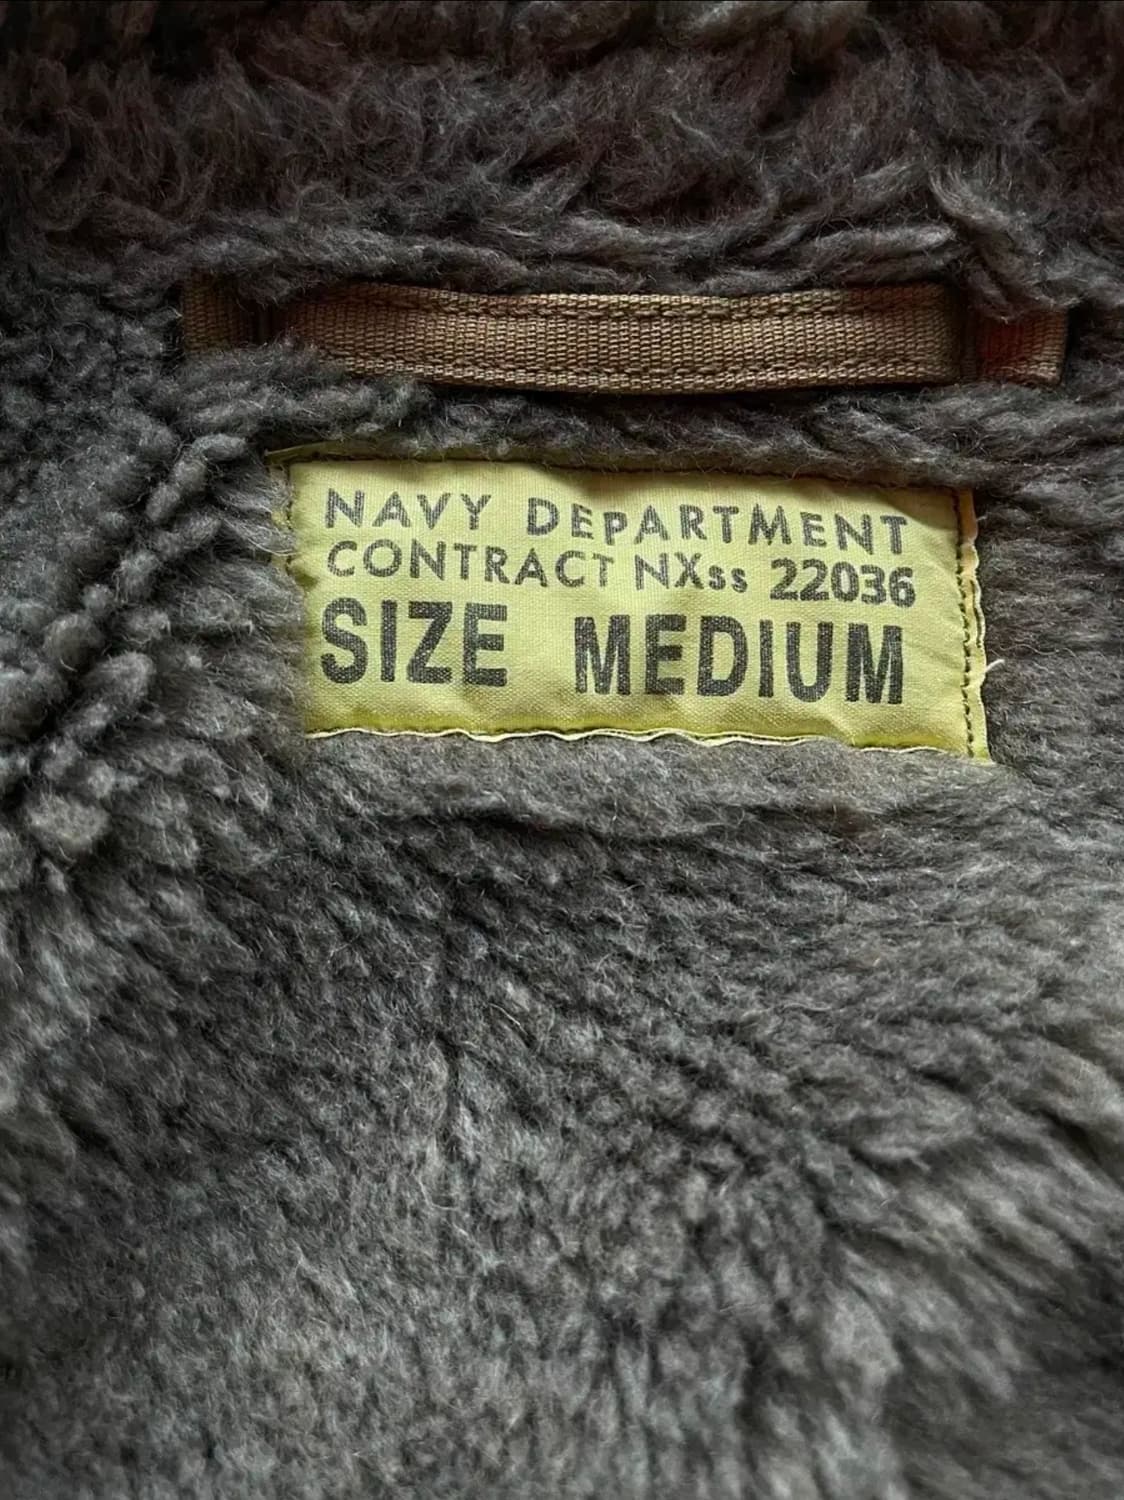 NAVY DEPARTMENT
CONTRACT NXss 22036
SIZE MEDIUM